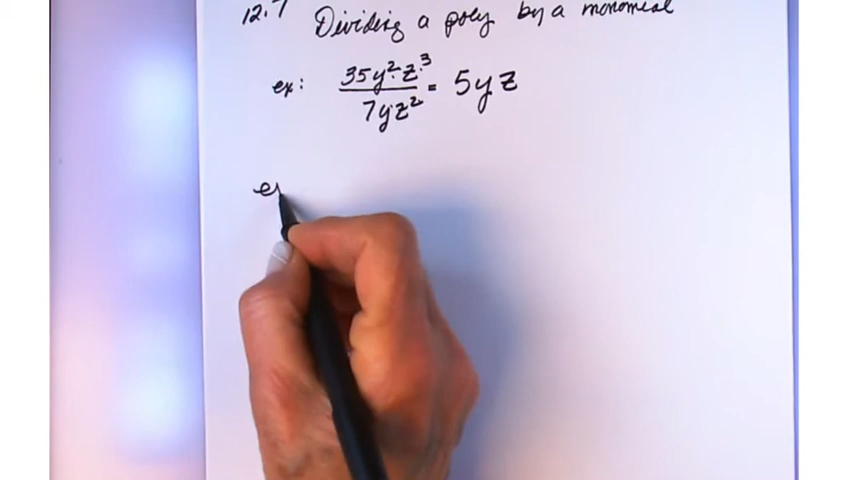 12.7 Dividing a poly by a monomial
ex: 35y²z³ / 7yz² = 5yz
e